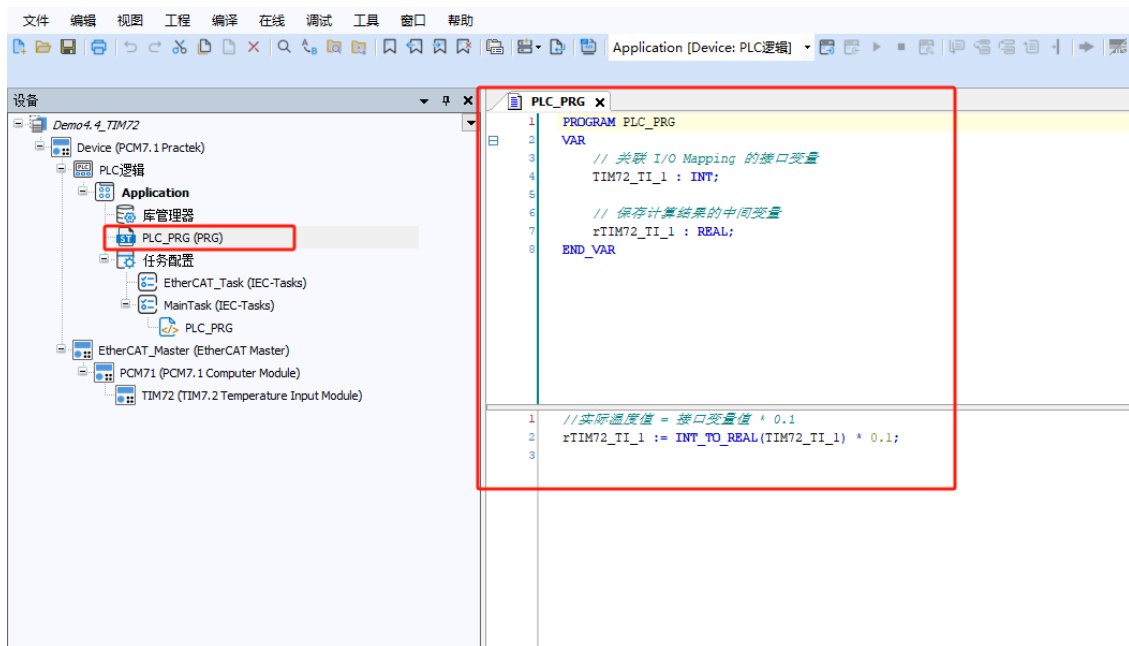 文件 编辑 视图 工程 编译 在线 调试 工具 窗口 帮助
Application [Device: PLC逻辑]
设备
Demo4.4_TIM72
Device (PCM7.1 Practek)
PLC逻辑
Application
库管理器
PLC_PRG (PRG)
任务配置
EtherCAT_Task (IEC-Tasks)
MainTask (IEC-Tasks)
PLC_PRG
EtherCAT_Master (EtherCAT Master)
PCM71 (PCM7.1 Computer Module)
TIM72 (TIM7.2 Temperature Input Module)
PLC_PRG
1 PROGRAM PLC_PRG
2 VAR
3 // 关联 I/O Mapping 的接口变量
4 TIM72_TI_1 : INT;
5
6 // 保存计算结果的中间变量
7 rTIM72_TI_1 : REAL;
8 END_VAR
1 //实际温度值 = 接口变量值 * 0.1
2 rTIM72_TI_1 := INT_TO_REAL(TIM72_TI_1) * 0.1;
3